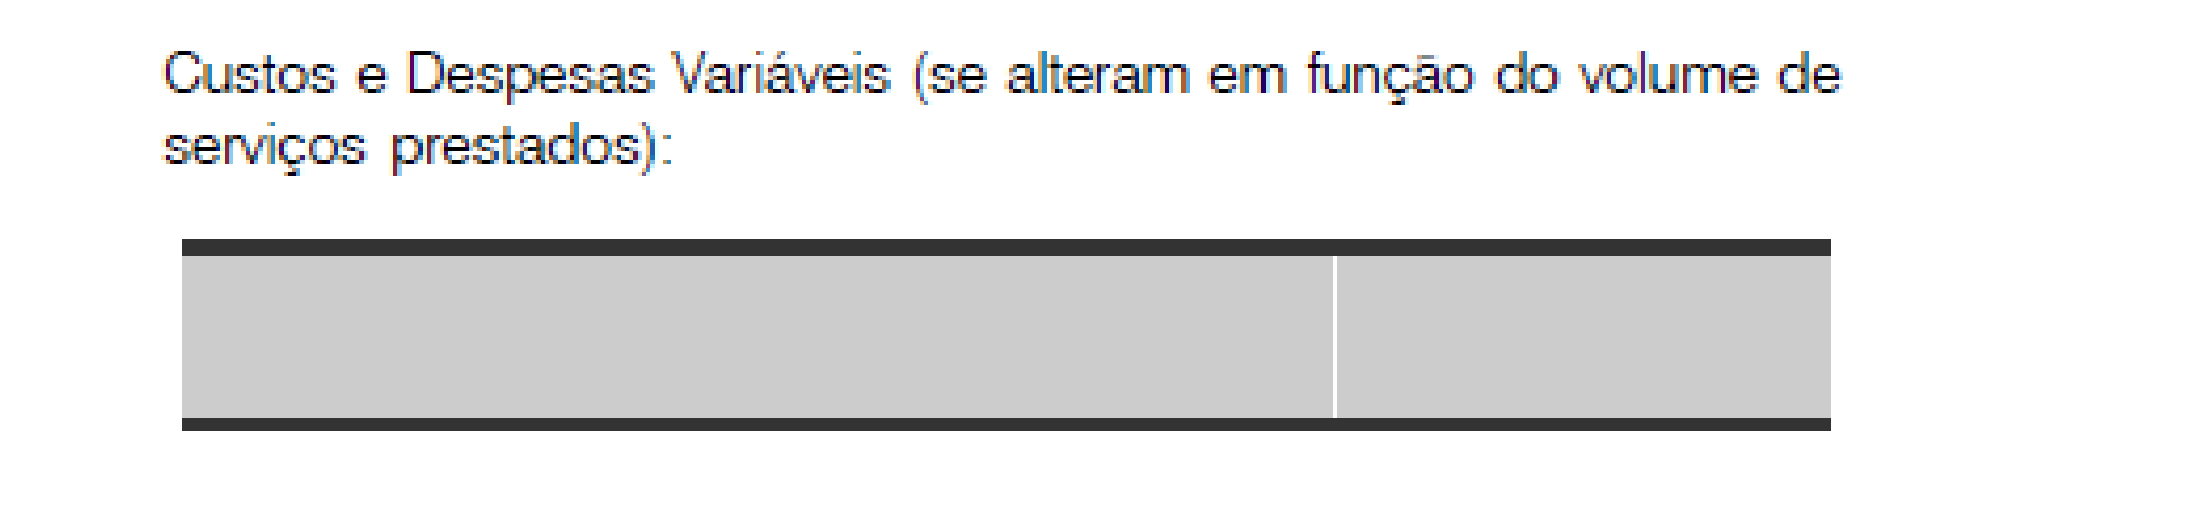 Custos e Despesas Variáveis (se alteram em função do volume de
serviços prestados):